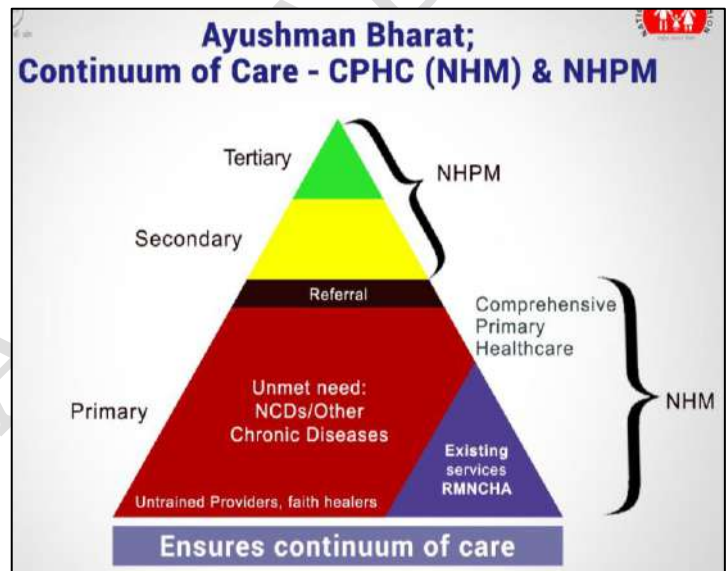 Ayushman Bharat;
Continuum of Care - CPHC (NHM) & NHPM
Tertiary
NHPM
Secondary
Referral
Comprehensive
Primary
Healthcare
Primary
Unmet need:
NCDs/Other
Chronic Diseases
NHM
Existing
services
RMNCHA
Untrained Providers, faith healers
Ensures continuum of care